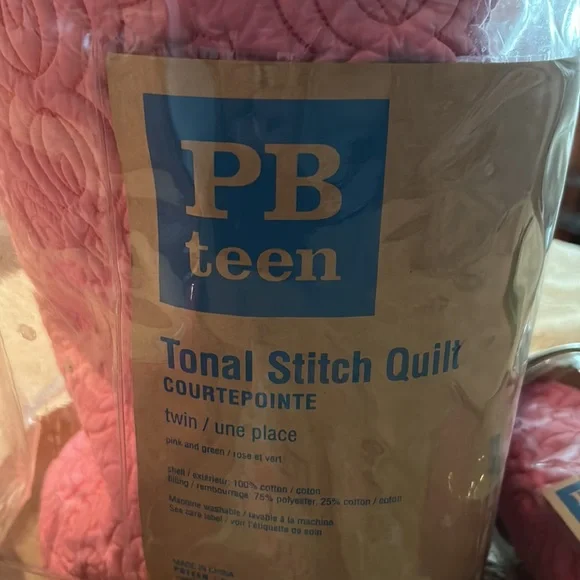 PB
teen
Tonal Stitch Quilt
COURTEPOINTE
twin / une place
pink and green / rose et vert
shell / extérieur: 100% cotton / coton
filling / rembourrage: 75% polyester, 25% cotton / coton
Machine washable / lavable à la machine
See care label / voir l'étiquette de soin
MADE IN CHINA
PBTEEN